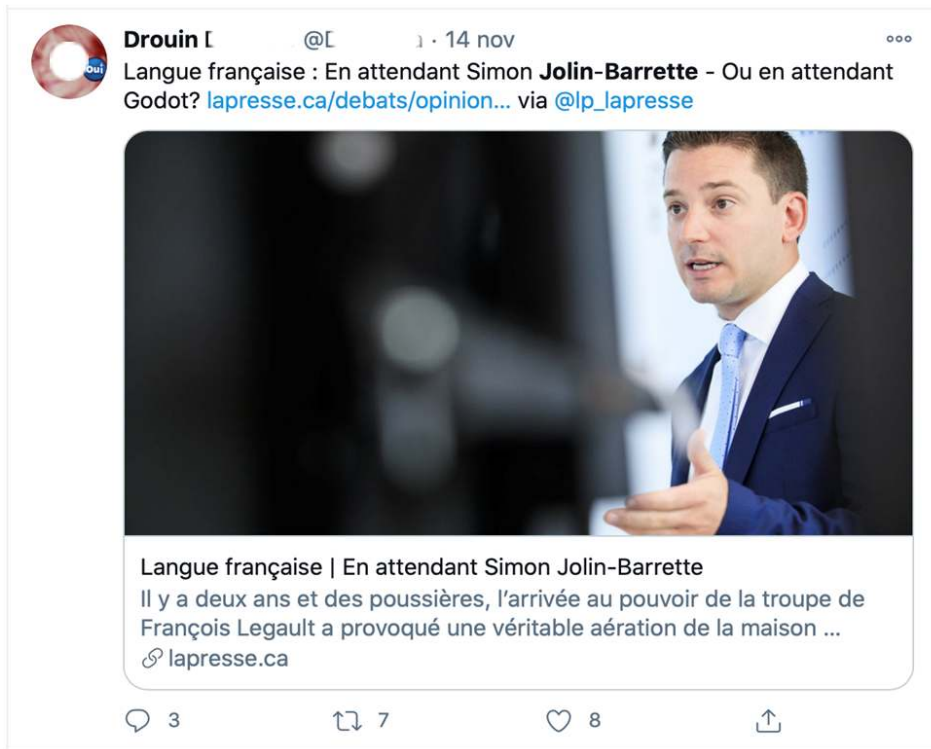 Drouin
@
· 14 nov
Oui
Langue française : En attendant Simon Jolin-Barrette - Ou en attendant
Godot? lapresse.ca/debats/opinion... via @lp_lapresse
Langue française | En attendant Simon Jolin-Barrette
Il y a deux ans et des poussières, l'arrivée au pouvoir de la troupe de
François Legault a provoqué une véritable aération de la maison ...
lapresse.ca
3 7 8